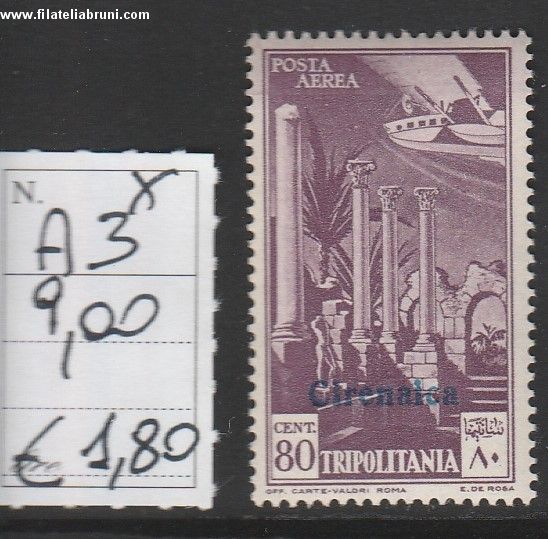 www.filateliabruni.com
N.
A 3 x
9,00
€ 1,80
POSTA
AEREA
Cirenaica
CENT.
80 TRIPOLITANIA ٨٠
OFF. CARTE-VALORI ROMA E. DE ROSA